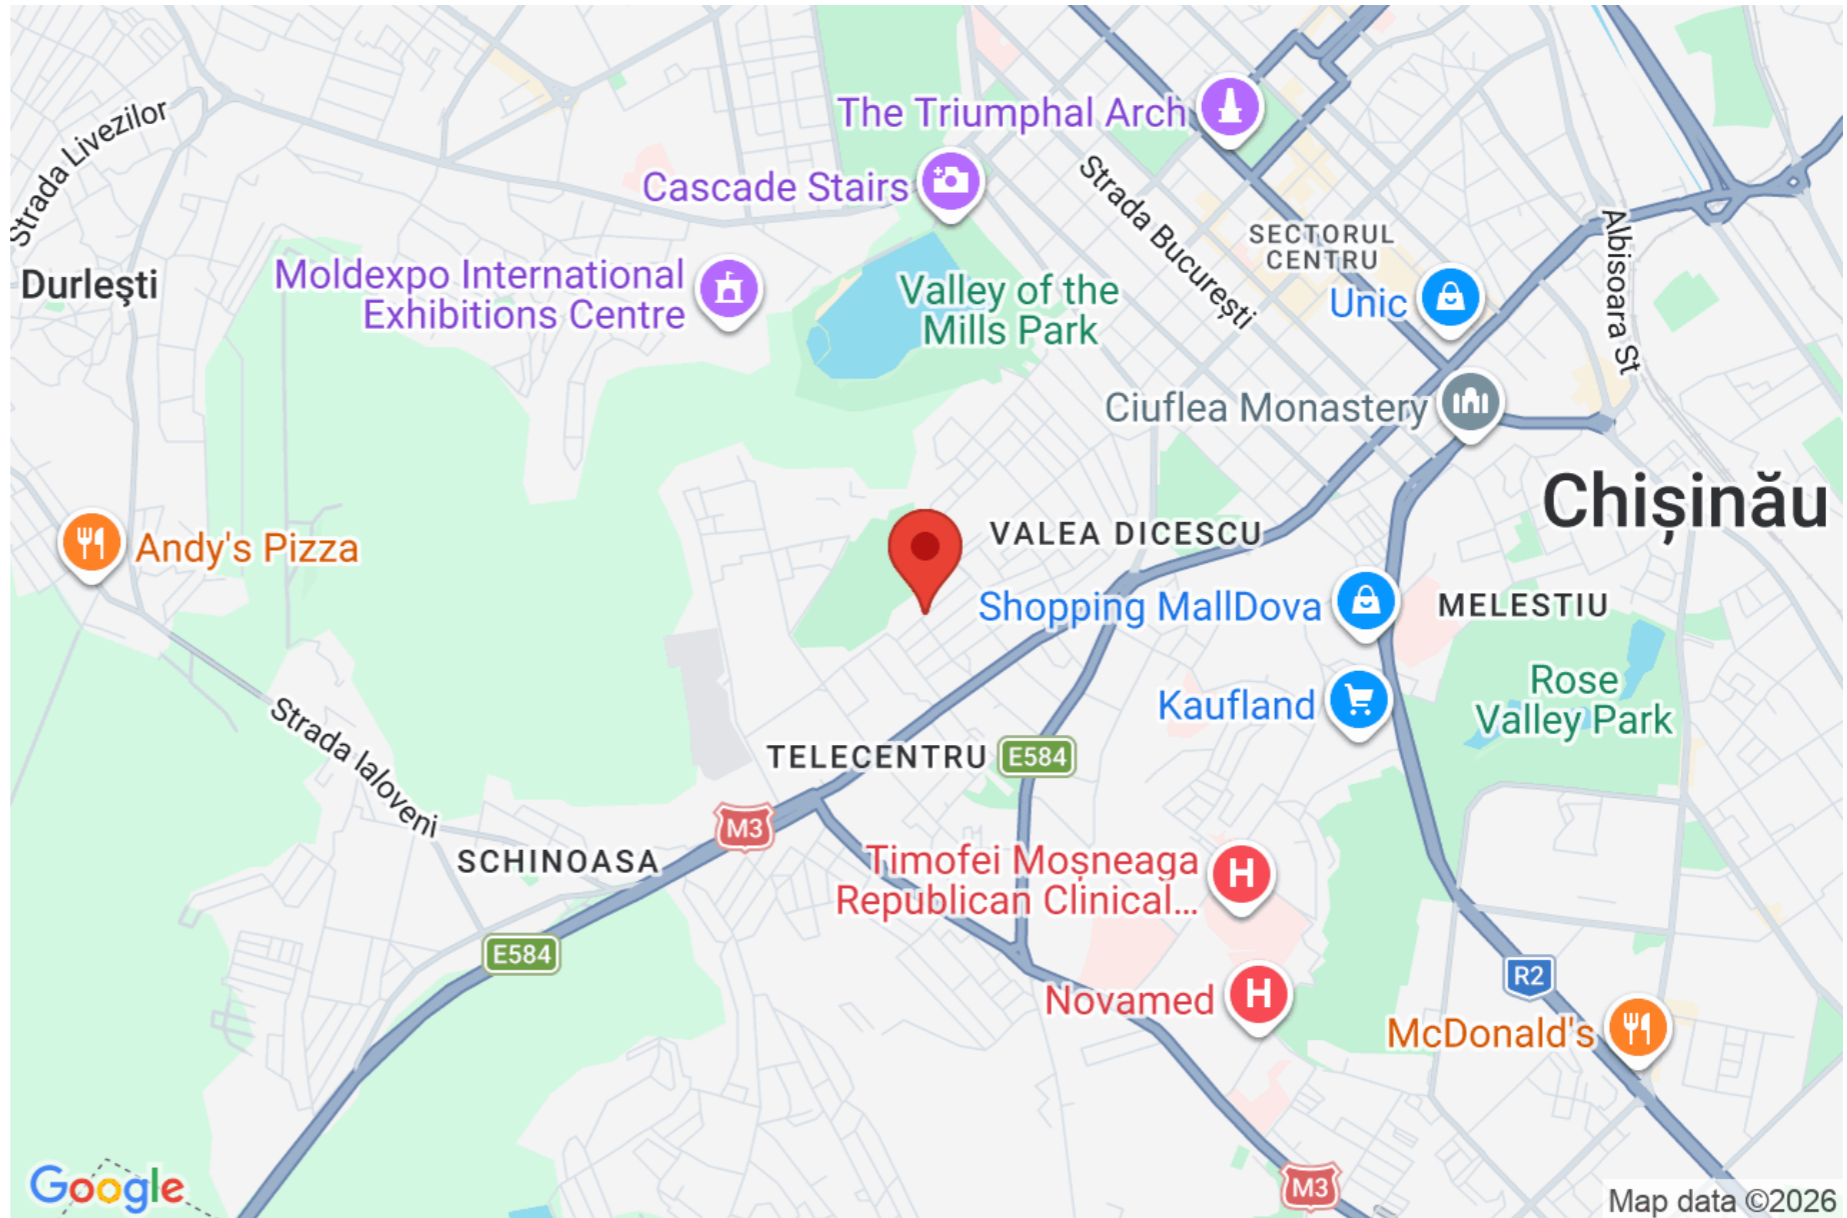 The Triumphal Arch
Strada Livezilor
Cascade Stairs
Strada București
SECTORUL
CENTRU
Albisoara St
Durleşti
Moldexpo International
Exhibitions Centre
Valley of the
Mills Park
Unic
Ciuflea Monastery
Chișinău
Andy's Pizza
VALEA DICESCU
Shopping MallDova
MELESTIU
Rose
Valley Park
Kaufland
Strada Ialoveni
TELECENTRU
E584
M3
SCHINOASA
Timofei Moșneaga
Republican Clinical...
H
E584
R2
Novamed
H
McDonald's
M3
Google
Map data ©2026